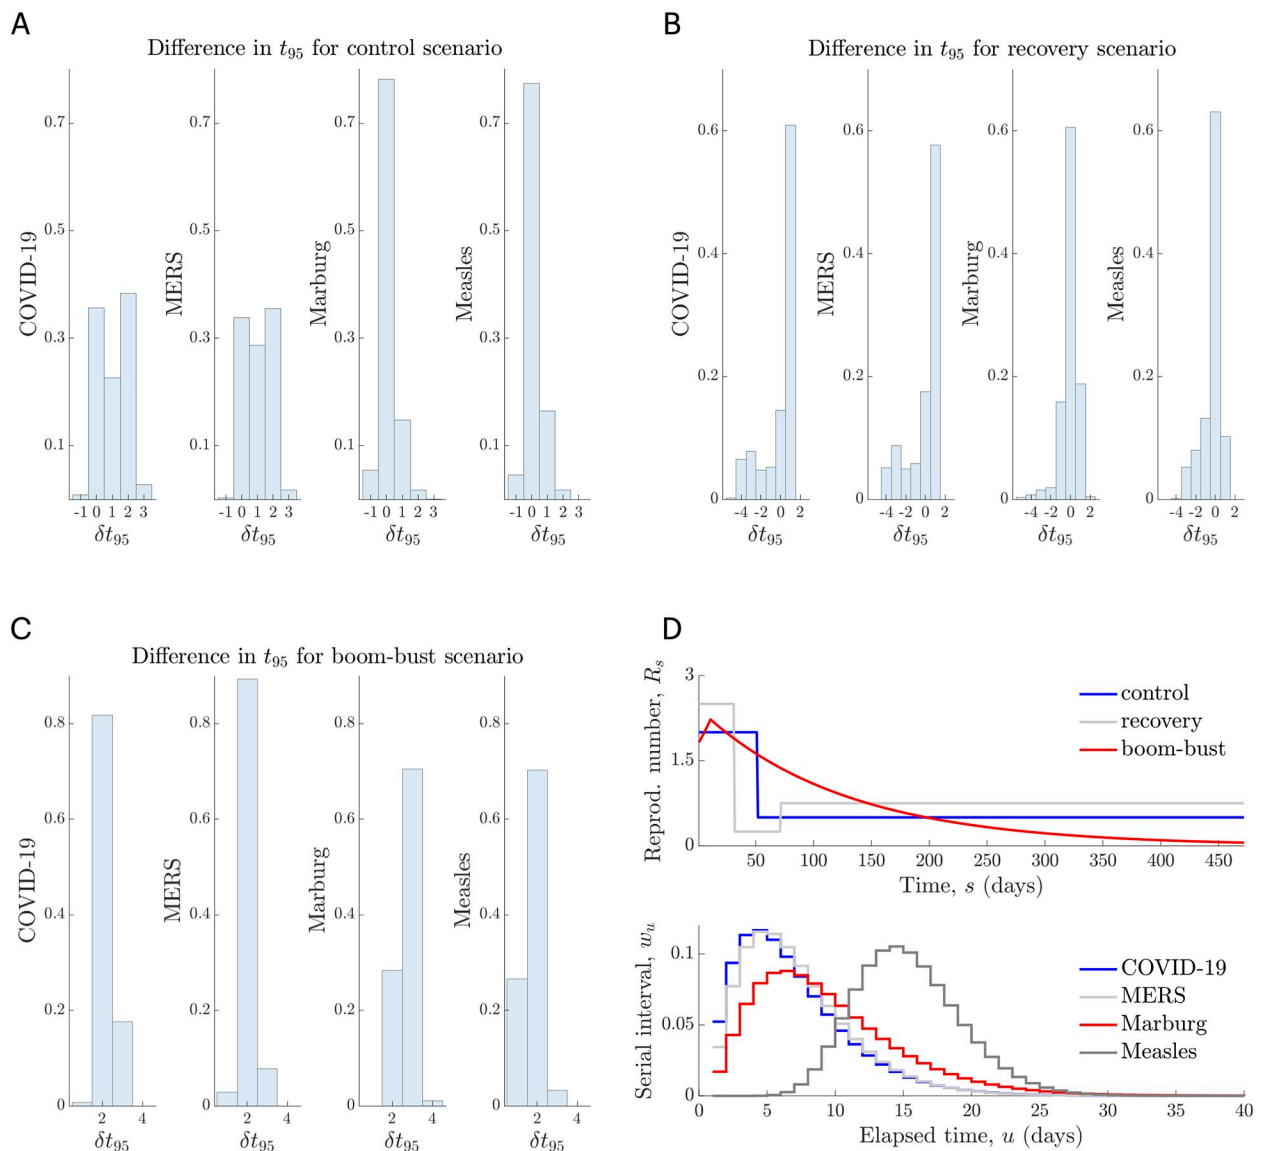 A
Difference in t₉₅ for control scenario
COVID-19
0.7
0.5
0.3
0.1
-1 0 1 2 3
δt₉₅
MERS
0.7
0.5
0.3
0.1
-1 0 1 2 3
δt₉₅
Marburg
0.7
0.5
0.3
0.1
-1 0 1 2 3
δt₉₅
Measles
0.7
0.5
0.3
0.1
-1 0 1 2 3
δt₉₅
B
Difference in t₉₅ for recovery scenario
COVID-19
0.6
0.4
0.2
0
-4 -2 0 2
δt₉₅
MERS
0.6
0.4
0.2
0
-4 -2 0 2
δt₉₅
Marburg
0.6
0.4
0.2
0
-4 -2 0 2
δt₉₅
Measles
0.6
0.4
0.2
0
-4 -2 0 2
δt₉₅
C
Difference in t₉₅ for boom-bust scenario
COVID-19
0.8
0.6
0.4
0.2
0
2 4
δt₉₅
MERS
0.8
0.6
0.4
0.2
0
2 4
δt₉₅
Marburg
0.8
0.6
0.4
0.2
0
2 4
δt₉₅
Measles
0.8
0.6
0.4
0.2
0
2 4
δt₉₅
D
Reprod. number, Rₛ
3
1.5
0
control
recovery
boom-bust
50 100 150 200 250 300 350 400 450
Time, s (days)
Serial interval, wᵤ
0.1
0.05
0
COVID-19
MERS
Marburg
Measles
0 5 10 15 20 25 30 35 40
Elapsed time, u (days)